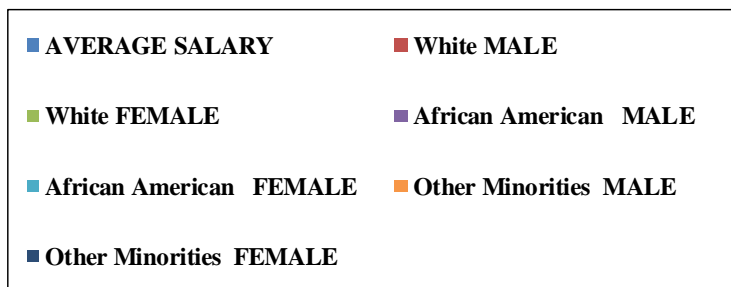 AVERAGE SALARY White MALE
White FEMALE African American MALE
African American FEMALE Other Minorities MALE
Other Minorities FEMALE